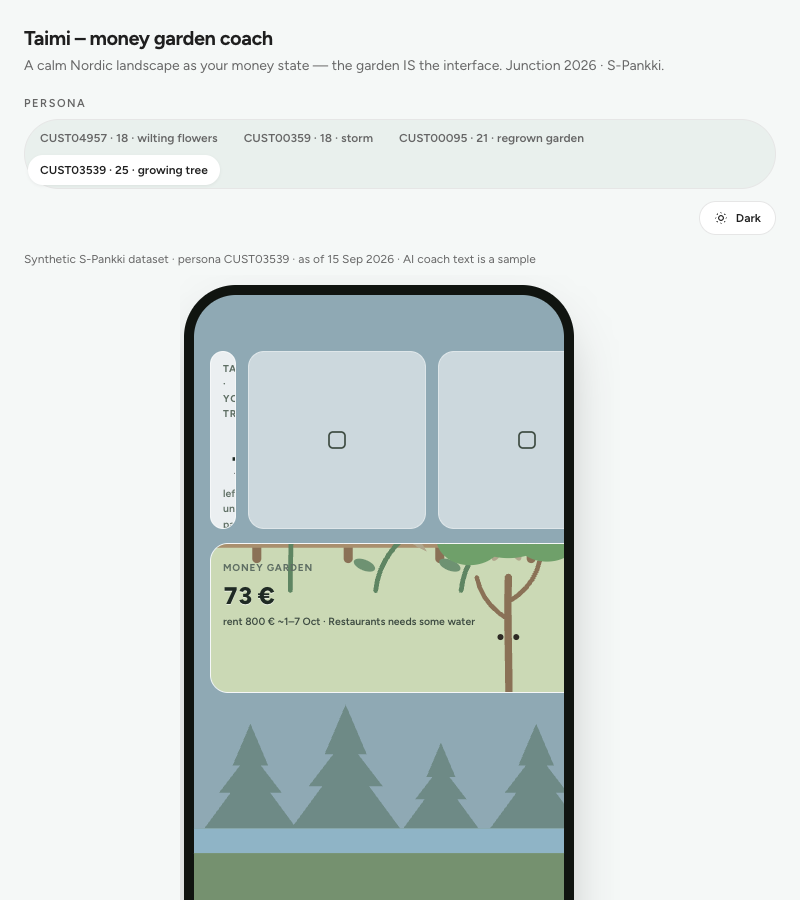 Taimi – money garden coach
A calm Nordic landscape as your money state — the garden IS the interface. Junction 2026 · S-Pankki.
PERSONA
CUST04957 · 18 · wilting flowers
CUST00359 · 18 · storm
CUST00095 · 21 · regrown garden
CUST03539 · 25 · growing tree
Dark
Synthetic S-Pankki dataset · persona CUST03539 · as of 15 Sep 2026 · AI coach text is a sample
MONEY GARDEN
73 €
rent 800 € ~1–7 Oct · Restaurants needs some water